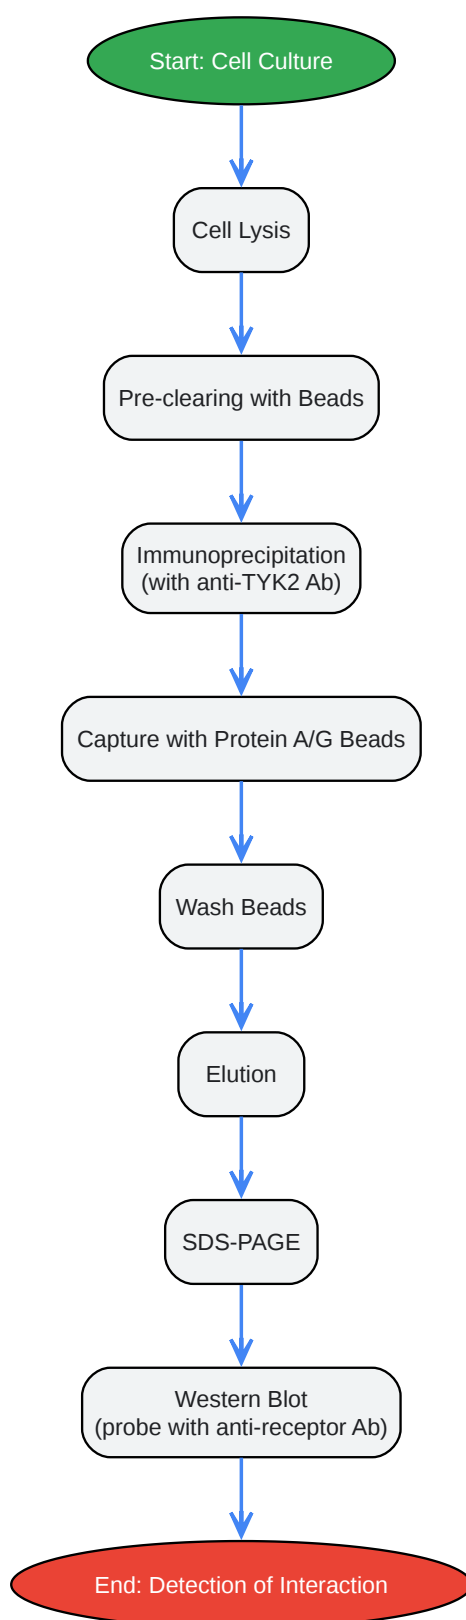 Start: Cell Culture
Cell Lysis
Pre-clearing with Beads
Immunoprecipitation
(with anti-TYK2 Ab)
Capture with Protein A/G Beads
Wash Beads
Elution
SDS-PAGE
Western Blot
(probe with anti-receptor Ab)
End: Detection of Interaction